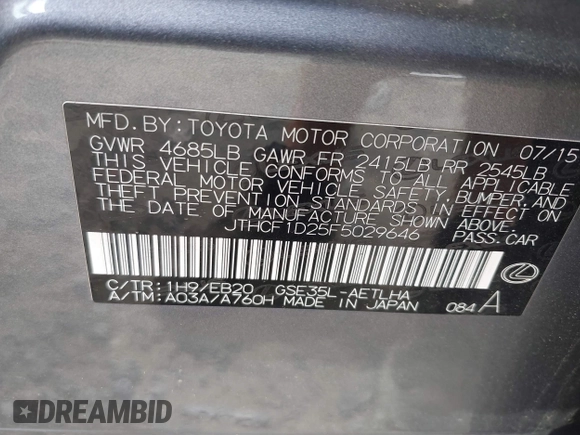 MFD. BY: TOYOTA MOTOR CORPORATION 07/15
GVWR 4685LB GAWR FR 2415LB RR 2545LB
THIS VEHICLE CONFORMS TO ALL APPLICABLE
FEDERAL MOTOR VEHICLE SAFETY, BUMPER, AND
THEFT PREVENTION STANDARDS IN EFFECT ON
THE DATE OF MANUFACTURE SHOWN ABOVE.
JTHCF1D25F5029646 PASS. CAR
C/TR: 1H9/EB20 GSE35L-AETLHA
A/TM: A03A/A760H MADE IN JAPAN 084 A
DREAMBID